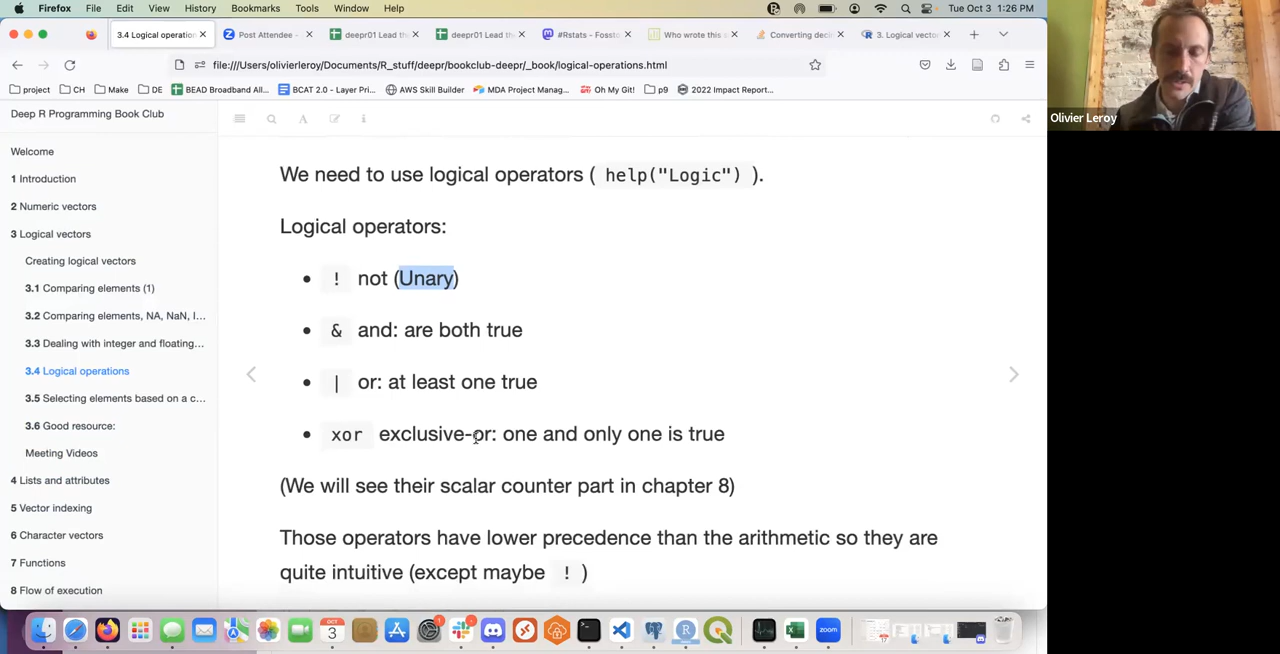 Firefox File Edit View History Bookmarks Tools Window Help Tue Oct 3 1:26 PM
3.4 Logical operation Post Attendee - deepr01 Lead the deepr01 Lead the #Rstats - Fosst Who wrote this s Converting deci 3. Logical vector
file:///Users/olivierleroy/Documents/R_stuff/deepr/bookclub-deepr/_book/logical-operations.html
project CH Make DE BEAD Broadband All... BCAT 2.0 - Layer Pri... AWS Skill Builder MDA Project Manag... Oh My Git! p9 2022 Impact Report...
Deep R Programming Book Club
Welcome
1 Introduction
2 Numeric vectors
3 Logical vectors
Creating logical vectors
3.1 Comparing elements (1)
3.2 Comparing elements, NA, NaN, I...
3.3 Dealing with integer and floating...
3.4 Logical operations
3.5 Selecting elements based on a c...
3.6 Good resource:
Meeting Videos
4 Lists and attributes
5 Vector indexing
6 Character vectors
7 Functions
8 Flow of execution
We need to use logical operators ( help("Logic") ).
Logical operators:
• ! not (Unary)
• & and: are both true
• | or: at least one true
• xor exclusive-or: one and only one is true
(We will see their scalar counter part in chapter 8)
Those operators have lower precedence than the arithmetic so they are
quite intuitive (except maybe ! )
Olivier Leroy
OCT
3
zoom